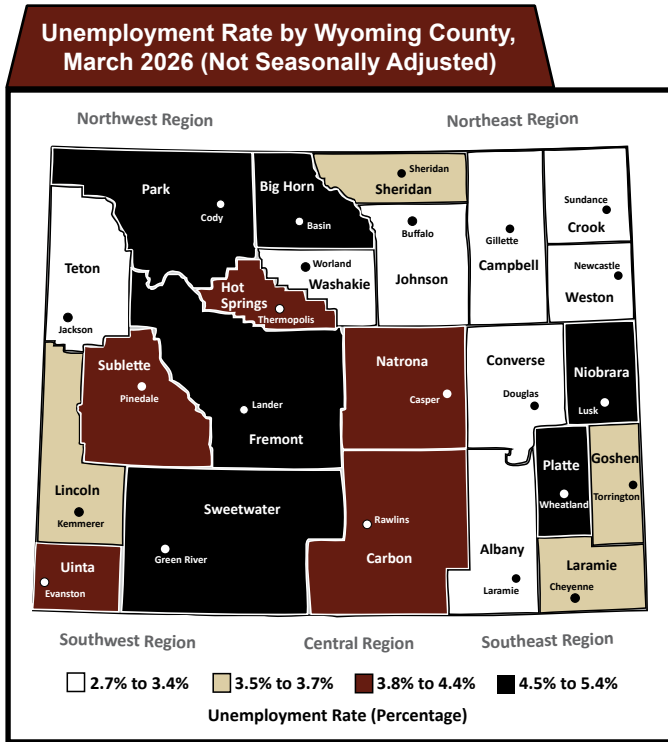 Unemployment Rate by Wyoming County,
March 2026 (Not Seasonally Adjusted)
Northwest Region
Northeast Region
Park
Cody
Big Horn
Basin
Sheridan
Sheridan
Buffalo
Johnson
Gillette
Campbell
Sundance
Crook
Newcastle
Weston
Teton
Jackson
Worland
Washakie
Hot
Springs
Thermopolis
Sublette
Pinedale
Lander
Fremont
Natrona
Casper
Converse
Douglas
Niobrara
Lusk
Lincoln
Kemmerer
Sweetwater
Green River
Rawlins
Carbon
Platte
Wheatland
Goshen
Torrington
Uinta
Evanston
Albany
Laramie
Laramie
Cheyenne
Southwest Region
Central Region
Southeast Region
2.7% to 3.4%
3.5% to 3.7%
3.8% to 4.4%
4.5% to 5.4%
Unemployment Rate (Percentage)